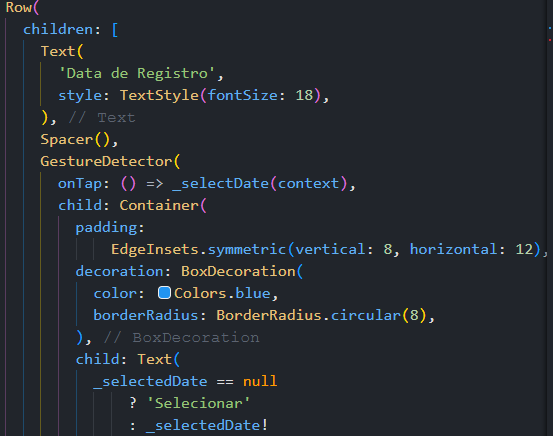 Row(
children: [
Text(
'Data de Registro',
style: TextStyle(fontSize: 18),
), // Text
Spacer(),
GestureDetector(
onTap: () => _selectDate(context),
child: Container(
padding:
EdgeInsets.symmetric(vertical: 8, horizontal: 12),
decoration: BoxDecoration(
color: Colors.blue,
borderRadius: BorderRadius.circular(8),
), // BoxDecoration
child: Text(
_selectedDate == null
? 'Selecionar'
: _selectedDate!